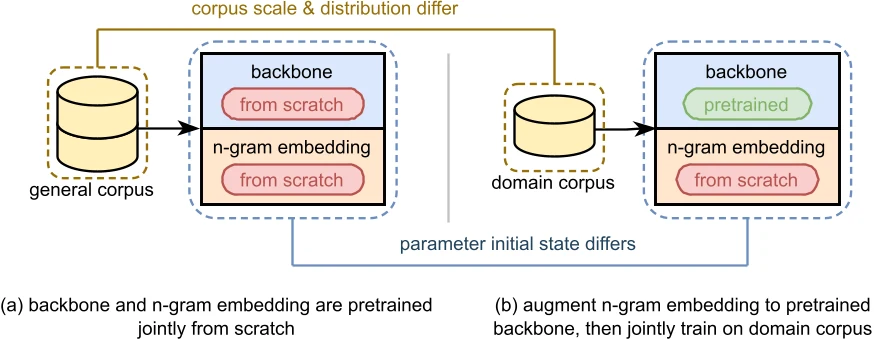 corpus scale & distribution differ
backbone
from scratch
n-gram embedding
from scratch
general corpus
backbone
pretrained
n-gram embedding
from scratch
domain corpus
parameter initial state differs
(a) backbone and n-gram embedding are pretrained
jointly from scratch
(b) augment n-gram embedding to pretrained
backbone, then jointly train on domain corpus